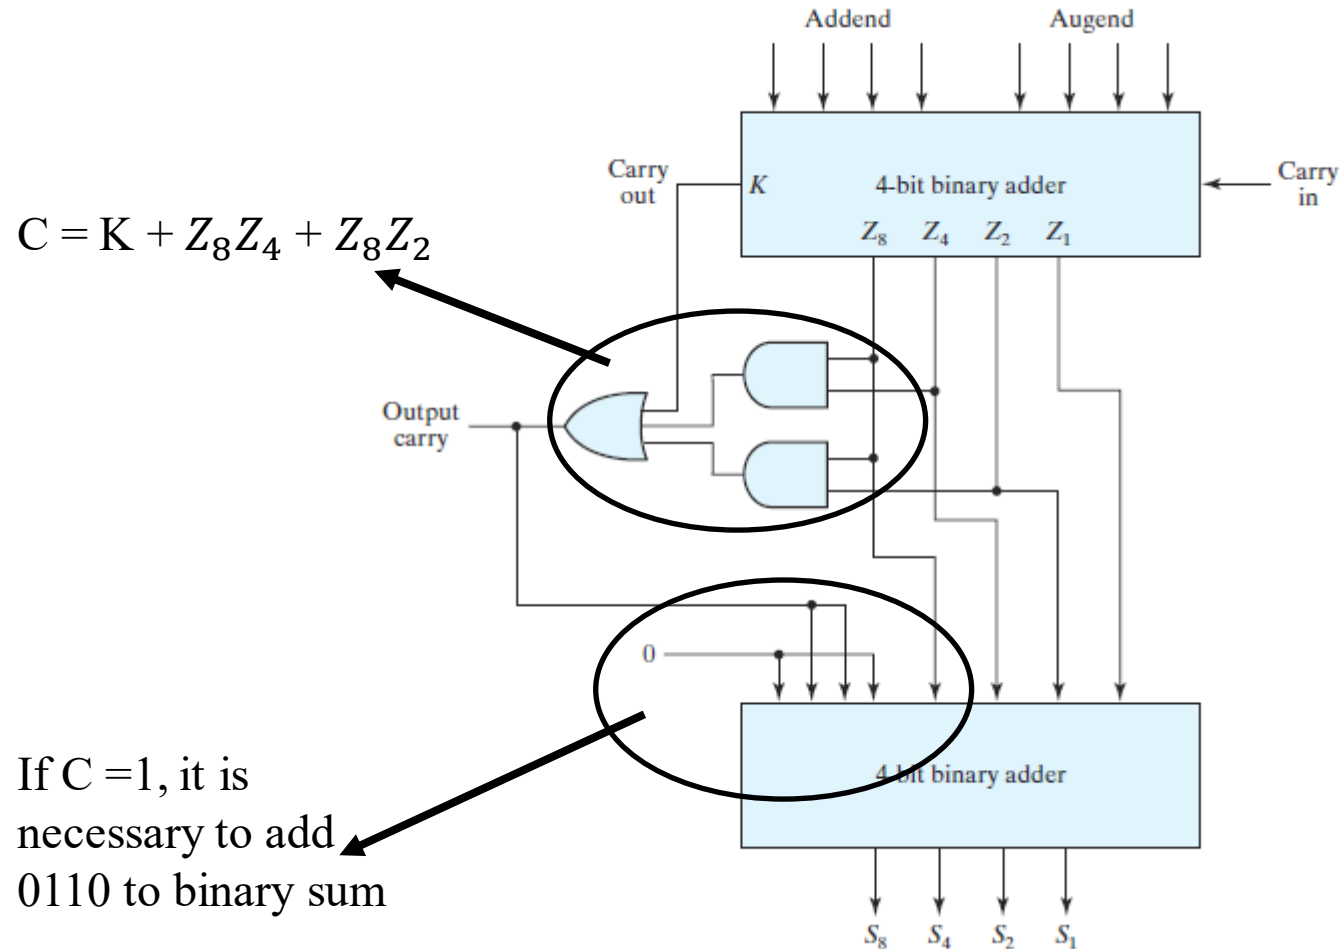 Addend
Augend
Carry
out
K
4-bit binary adder
Carry
in
Z₈ Z₄ Z₂ Z₁
C = K + 𝑍₈𝑍₄ + 𝑍₈𝑍₂
Output
carry
0
If C =1, it is
necessary to add
0110 to binary sum
4-bit binary adder
S₈ S₄ S₂ S₁